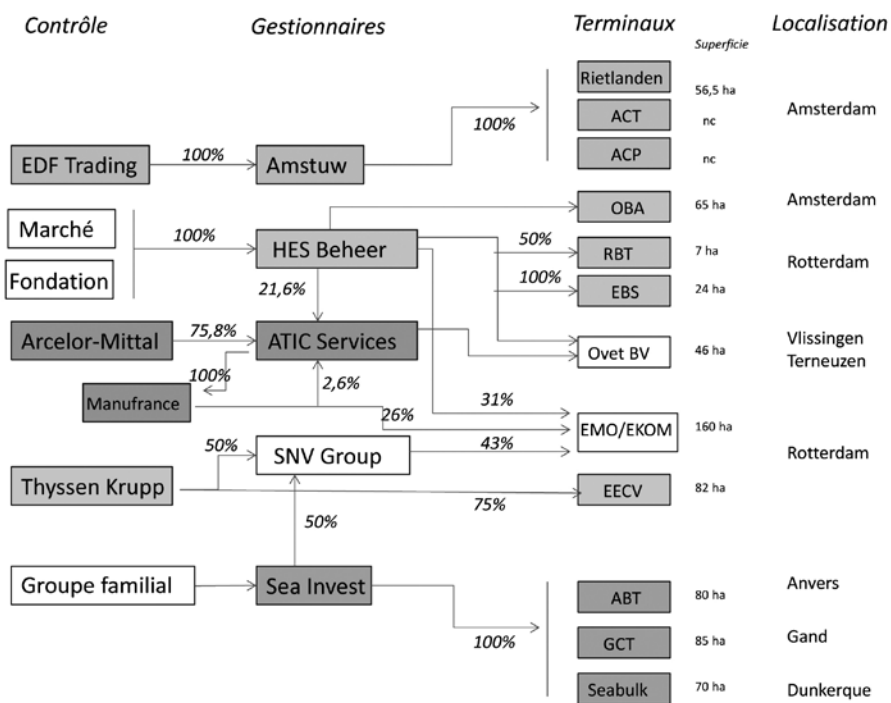 Contrôle
Gestionnaires
Terminaux
Superficie
Localisation
Rietlanden
56,5 ha
ACT
nc
Amsterdam
100%
ACP
nc
EDF Trading
100%
Amstuw
OBA
65 ha
Amsterdam
Marché
100%
HES Beheer
50%
RBT
7 ha
Rotterdam
Fondation
21,6%
100%
EBS
24 ha
Arcelor-Mittal
75,8%
ATIC Services
Ovet BV
46 ha
Vlissingen
Terneuzen
100%
2,6%
Manufrance
31%
26%
EMO/EKOM
160 ha
50%
SNV Group
43%
Rotterdam
Thyssen Krupp
75%
EECV
82 ha
50%
Groupe familial
Sea Invest
100%
ABT
80 ha
Anvers
GCT
85 ha
Gand
Seabulk
70 ha
Dunkerque